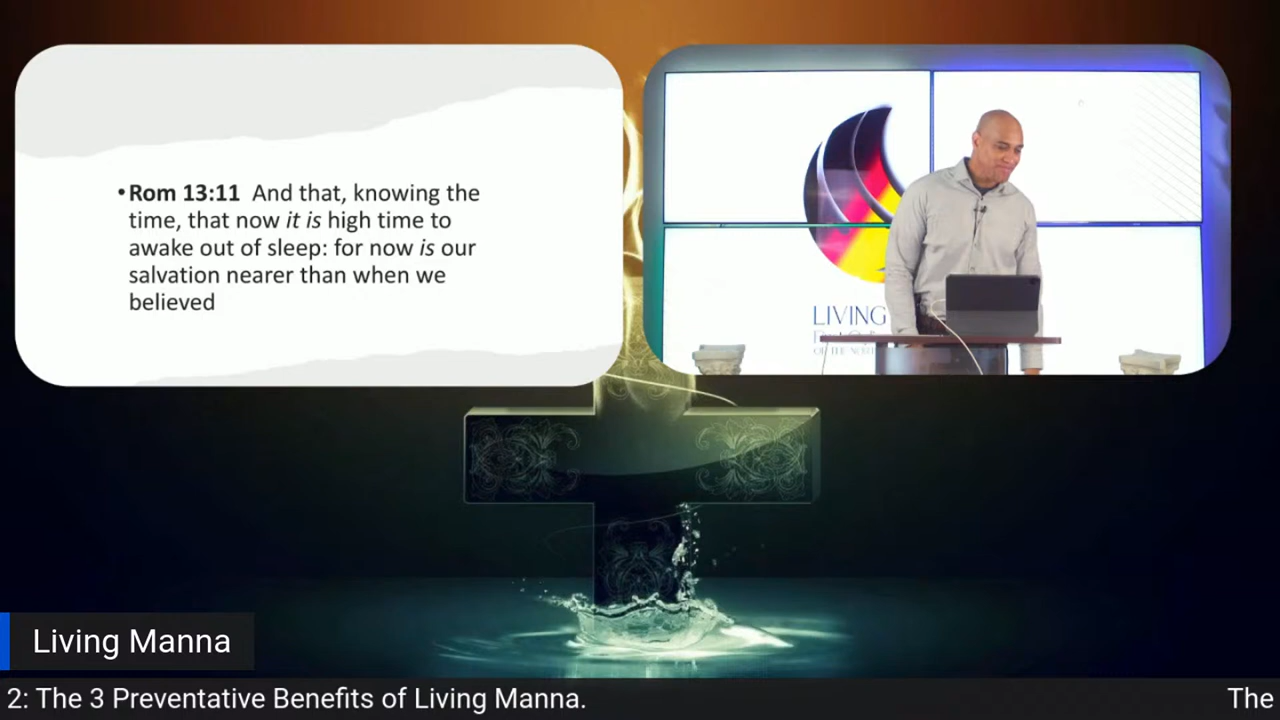 • Rom 13:11 And that, knowing the
time, that now it is high time to
awake out of sleep: for now is our
salvation nearer than when we
believed
LIVING
Living Manna
2: The 3 Preventative Benefits of Living Manna.
The